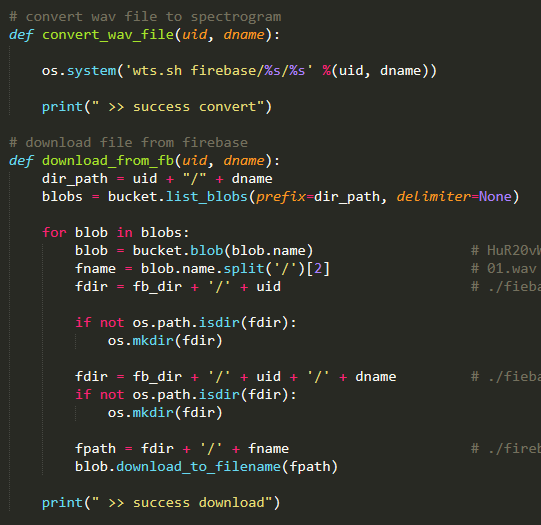 # convert wav file to spectrogram
def convert_wav_file(uid, dname):
os.system('wts.sh firebase/%s/%s' %(uid, dname))
print(" >> success convert")
# download file from firebase
def download_from_fb(uid, dname):
dir_path = uid + "/" + dname
blobs = bucket.list_blobs(prefix=dir_path, delimiter=None)
for blob in blobs:
blob = bucket.blob(blob.name) # HuR20v
fname = blob.name.split('/')[2] # 01.wav
fdir = fb_dir + '/' + uid # ./fieba
if not os.path.isdir(fdir):
os.mkdir(fdir)
fdir = fb_dir + '/' + uid + '/' + dname # ./fieba
if not os.path.isdir(fdir):
os.mkdir(fdir)
fpath = fdir + '/' + fname # ./fireb
blob.download_to_filename(fpath)
print(" >> success download")